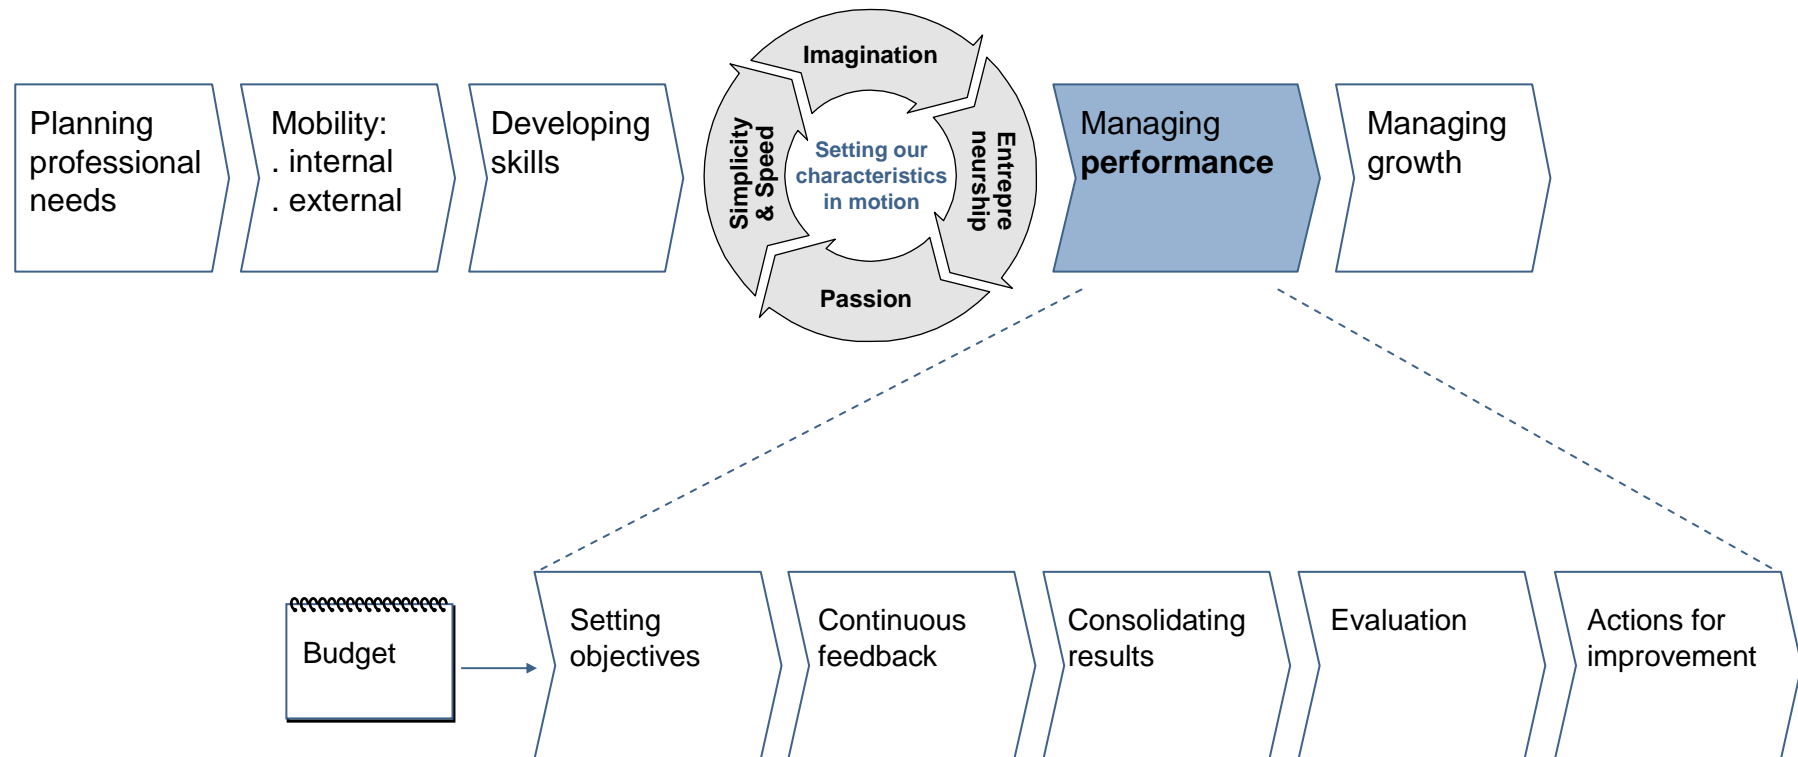 Planning
professional
needs
Mobility:
. internal
. external
Developing
skills
Imagination
Simplicity
& Speed
Setting our
characteristics
in motion
Entrepre
neurship
Passion
Managing
performance
Managing
growth
Budget
Setting
objectives
Continuous
feedback
Consolidating
results
Evaluation
Actions for
improvement